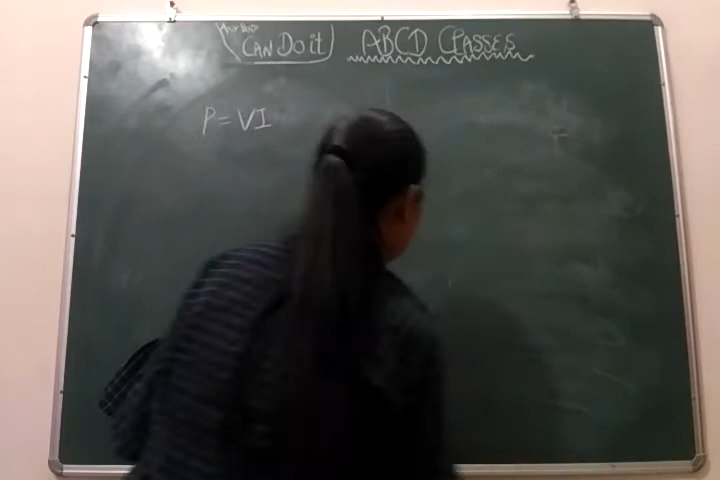 CAN DO it ABCD CLASSES
P = VI